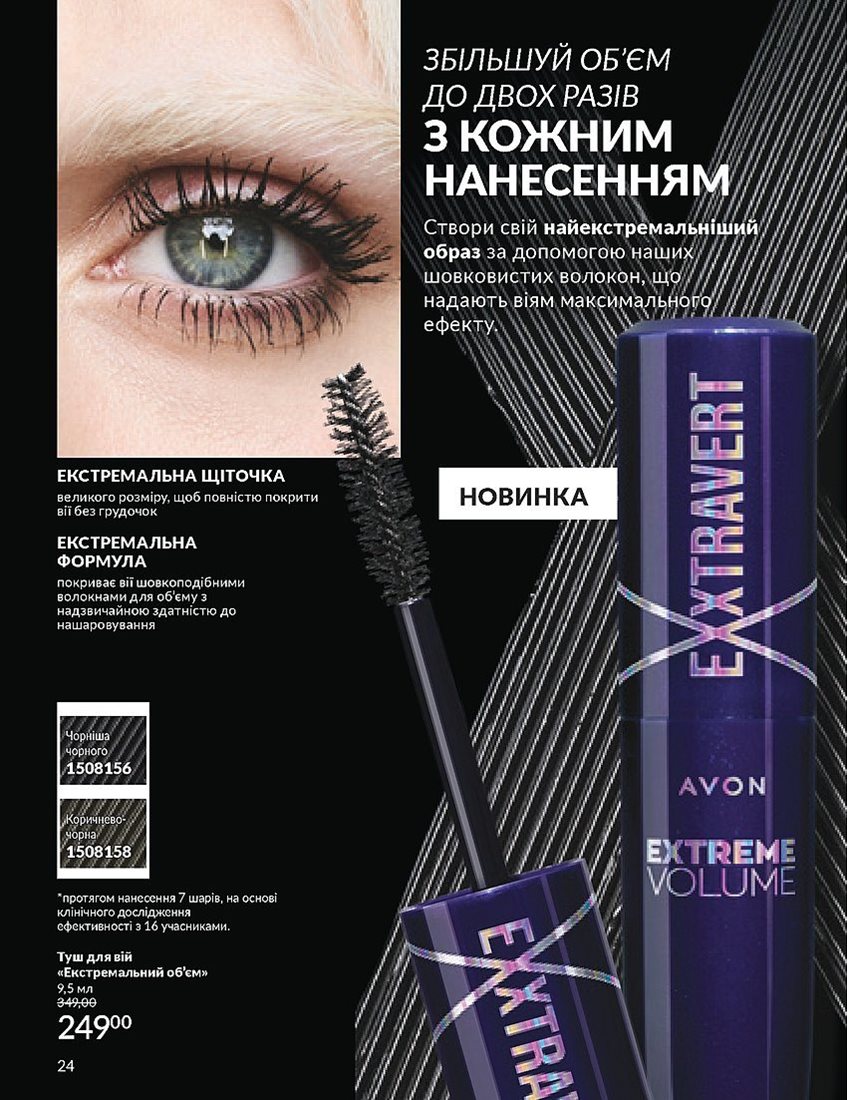 ЗБІЛЬШУЙ ОБ’ЄМ
ДО ДВОХ РАЗІВ
З КОЖНИМ
НАНЕСЕННЯМ
Створи свій найекстремальніший
образ за допомогою наших
шовковистих волокон, що
надають віям максимального
ефекту.
ЕКСТРЕМАЛЬНА ЩІТОЧКА
великого розміру, щоб повністю покрити
вії без грудочок
ЕКСТРЕМАЛЬНА
ФОРМУЛА
покриває вії шовкоподібними
волокнами для об'єму з
надзвичайною здатністю до
нашаровування
НОВИНКА
EXXTRAVERT
AVON
EXTREME
VOLUME
EXXTRA
Чорніша
чорного
1508156
Коричнево-
чорна
1508158
*протягом нанесення 7 шарів, на основі
клінічного дослідження
ефективності з 16 учасниками.
Туш для вій
«Екстремальний об’єм»
9,5 мл
349,00
24900
24